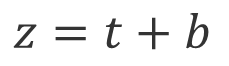 z = t + b